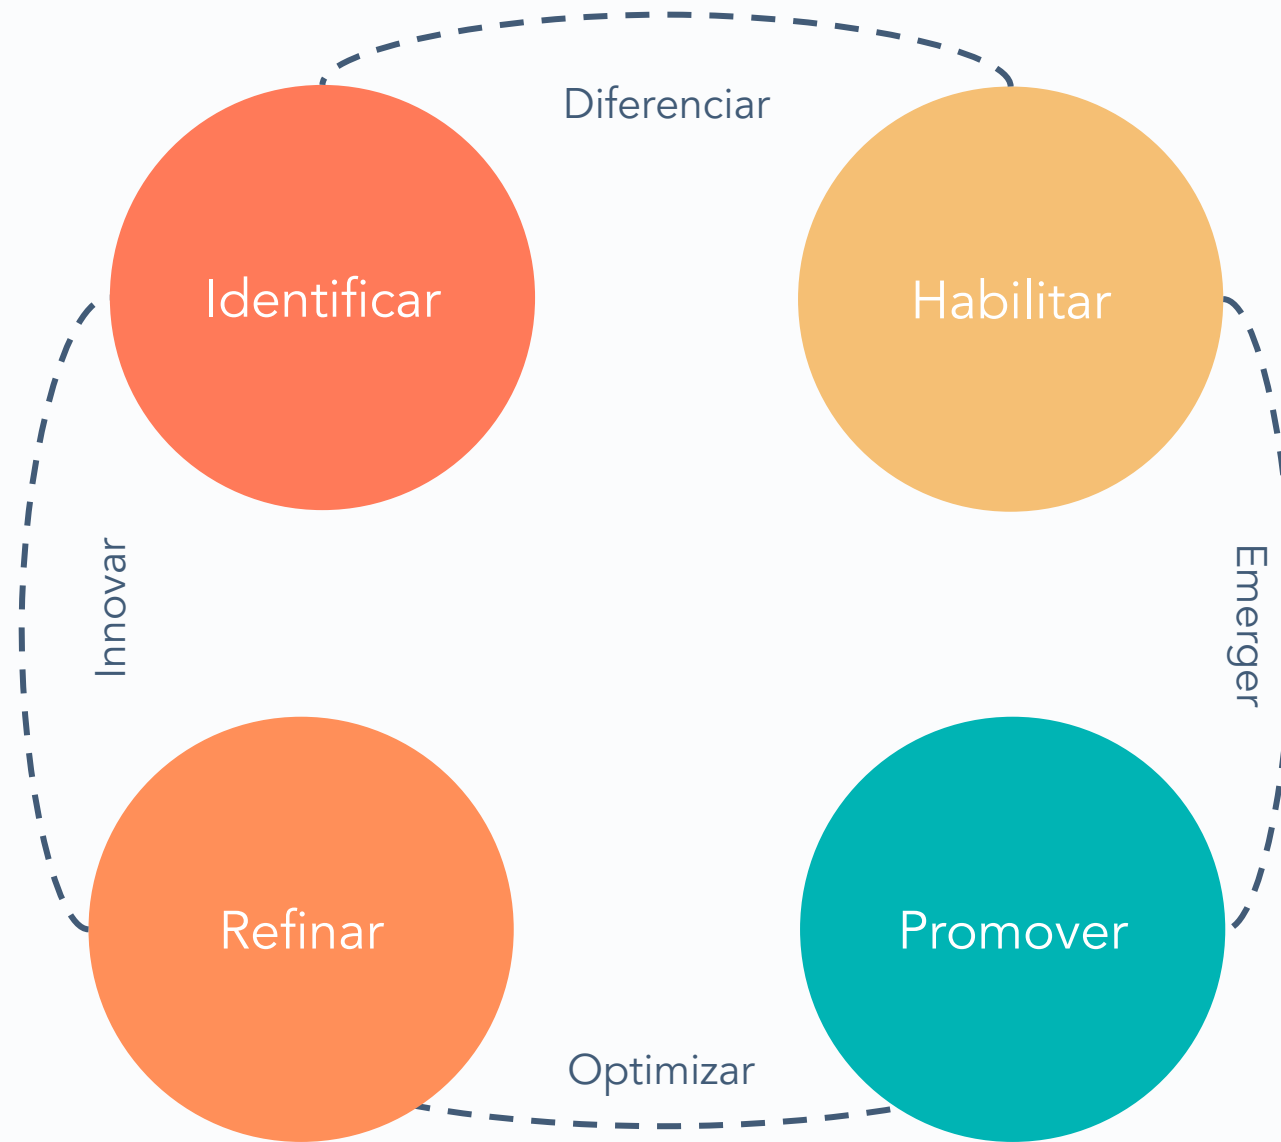 Diferenciar
Identificar
Habilitar
Innovar
Emerger
Refinar
Promover
Optimizar